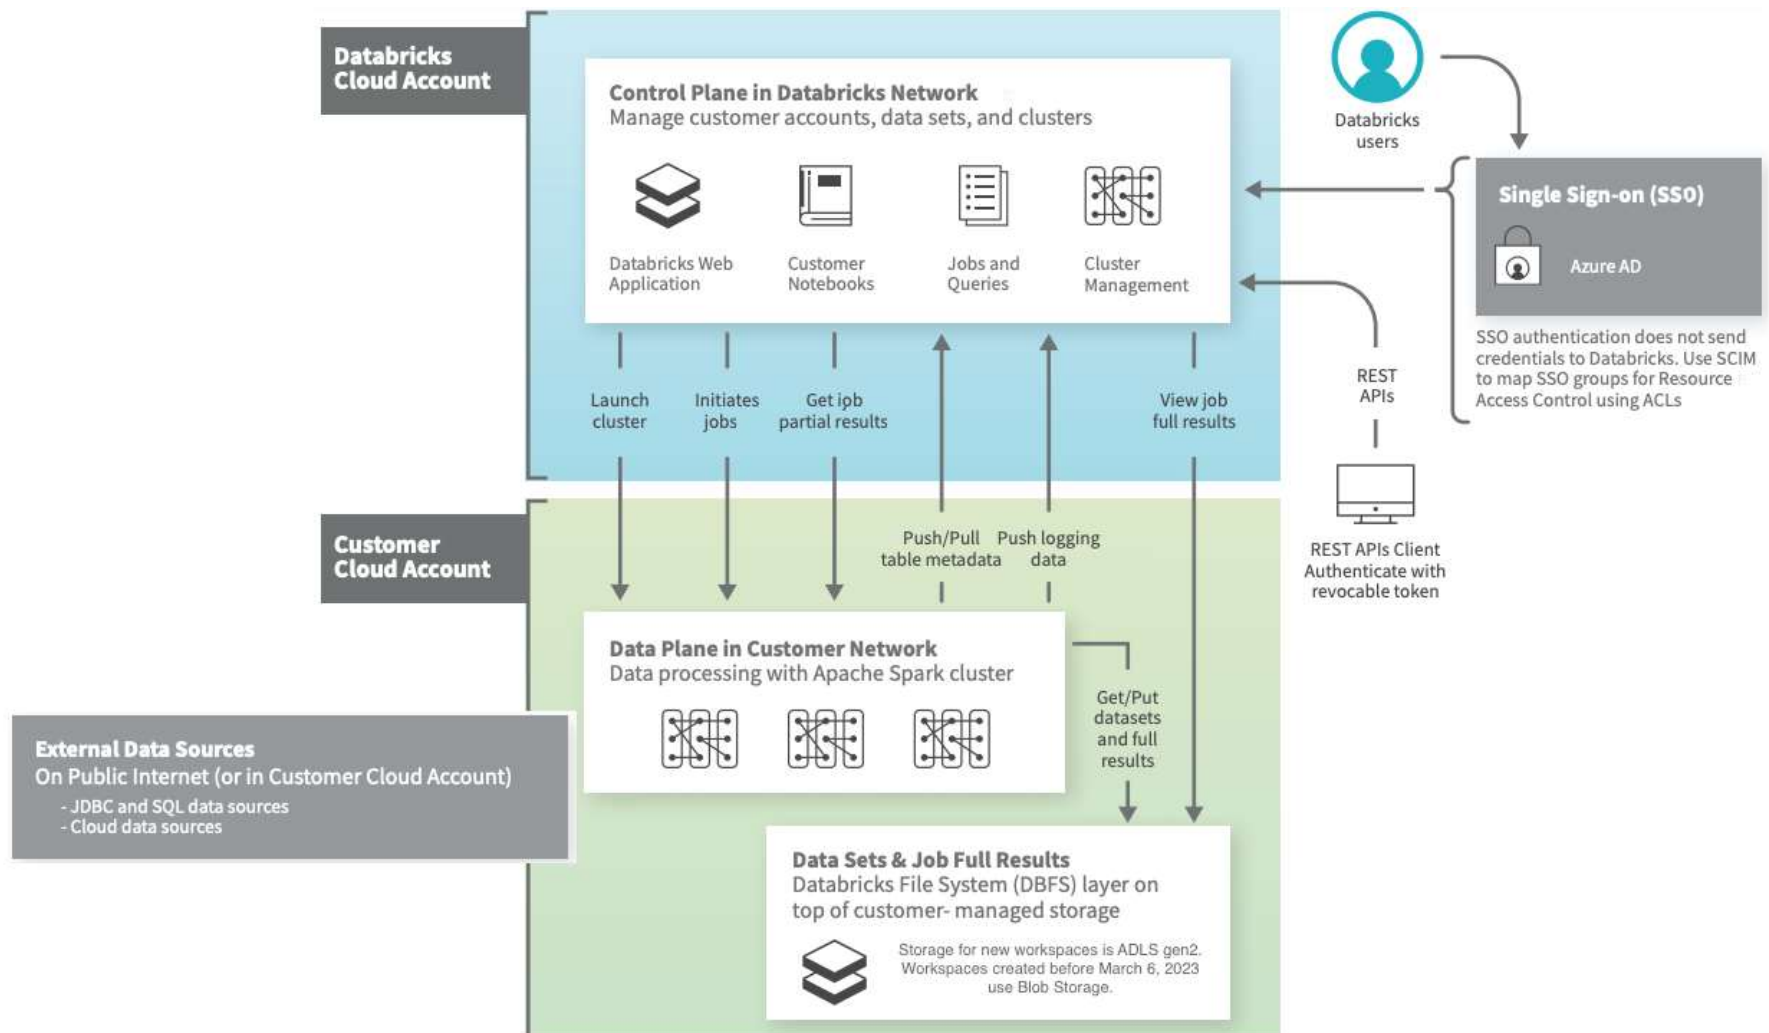 Databricks
Cloud Account
Control Plane in Databricks Network
Manage customer accounts, data sets, and clusters
Databricks Web
Application
Customer
Notebooks
Jobs and
Queries
Cluster
Management
Databricks
users
Single Sign-on (SSO)
Azure AD
SSO authentication does not send
credentials to Databricks. Use SCIM
to map SSO groups for Resource
Access Control using ACLs
REST
APIs
REST APIs Client
Authenticate with
revocable token
Launch
cluster
Initiates
jobs
Get job
partial results
View job
full results
Customer
Cloud Account
Push/Pull
table metadata
Push logging
data
Data Plane in Customer Network
Data processing with Apache Spark cluster
Get/Put
datasets
and full
results
External Data Sources
On Public Internet (or in Customer Cloud Account)
- JDBC and SQL data sources
- Cloud data sources
Data Sets & Job Full Results
Databricks File System (DBFS) layer on
top of customer- managed storage
Storage for new workspaces is ADLS gen2.
Workspaces created before March 6, 2023
use Blob Storage.